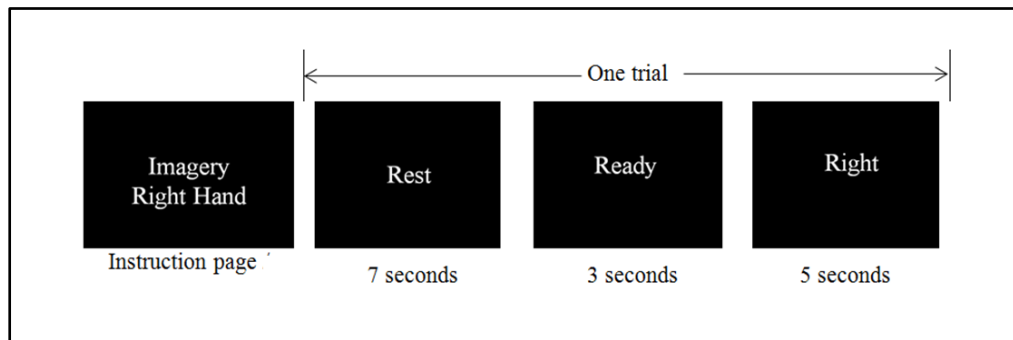 One trial
Imagery
Right Hand
Rest
Ready
Right
Instruction page
7 seconds
3 seconds
5 seconds